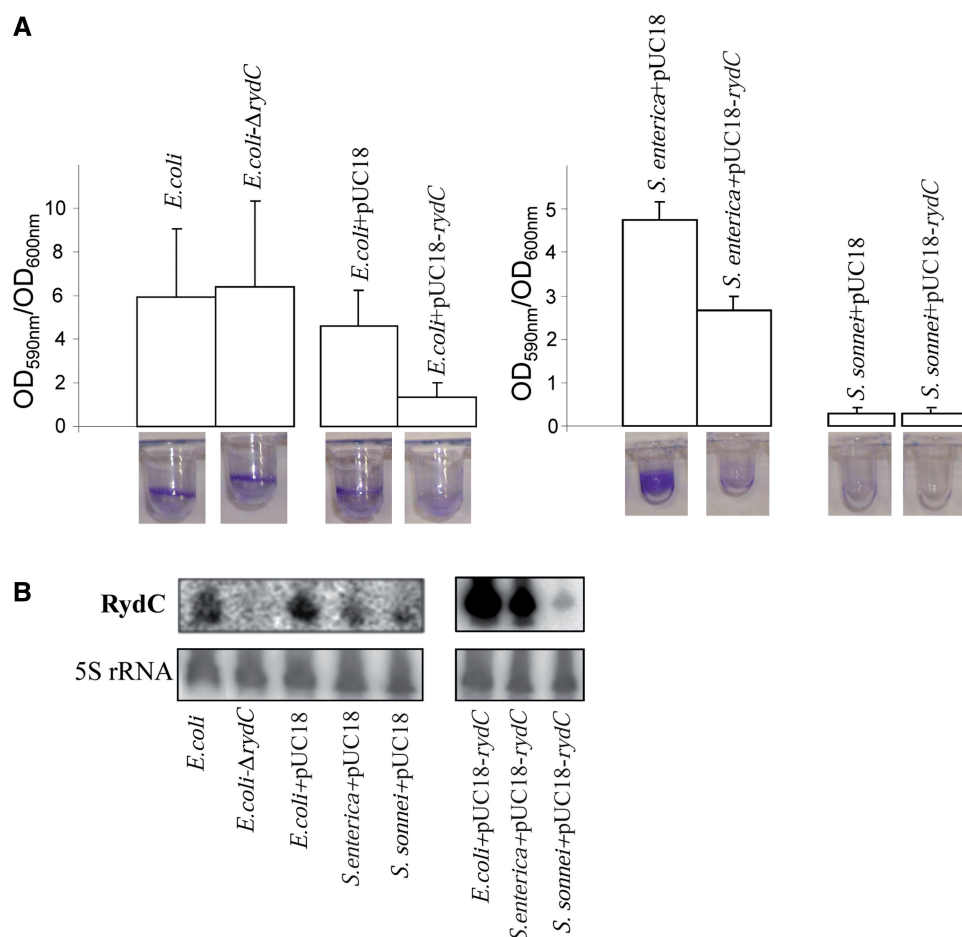 A
E.coli
E.coli-ΔrydC
E.coli+pUC18
E.coli+pUC18-rydC
OD590nm/OD600nm
10
8
6
4
2
0
S. enterica+pUC18
S. enterica+pUC18-rydC
S. sonnei+pUC18
S. sonnei+pUC18-rydC
OD590nm/OD600nm
5
4
3
2
1
0
B
RydC
5S rRNA
E.coli
E.coli-ΔrydC
E.coli+pUC18
S.enterica+pUC18
S. sonnei+pUC18
E.coli+pUC18-rydC
S.enterica+pUC18-rydC
S. sonnei+pUC18-rydC